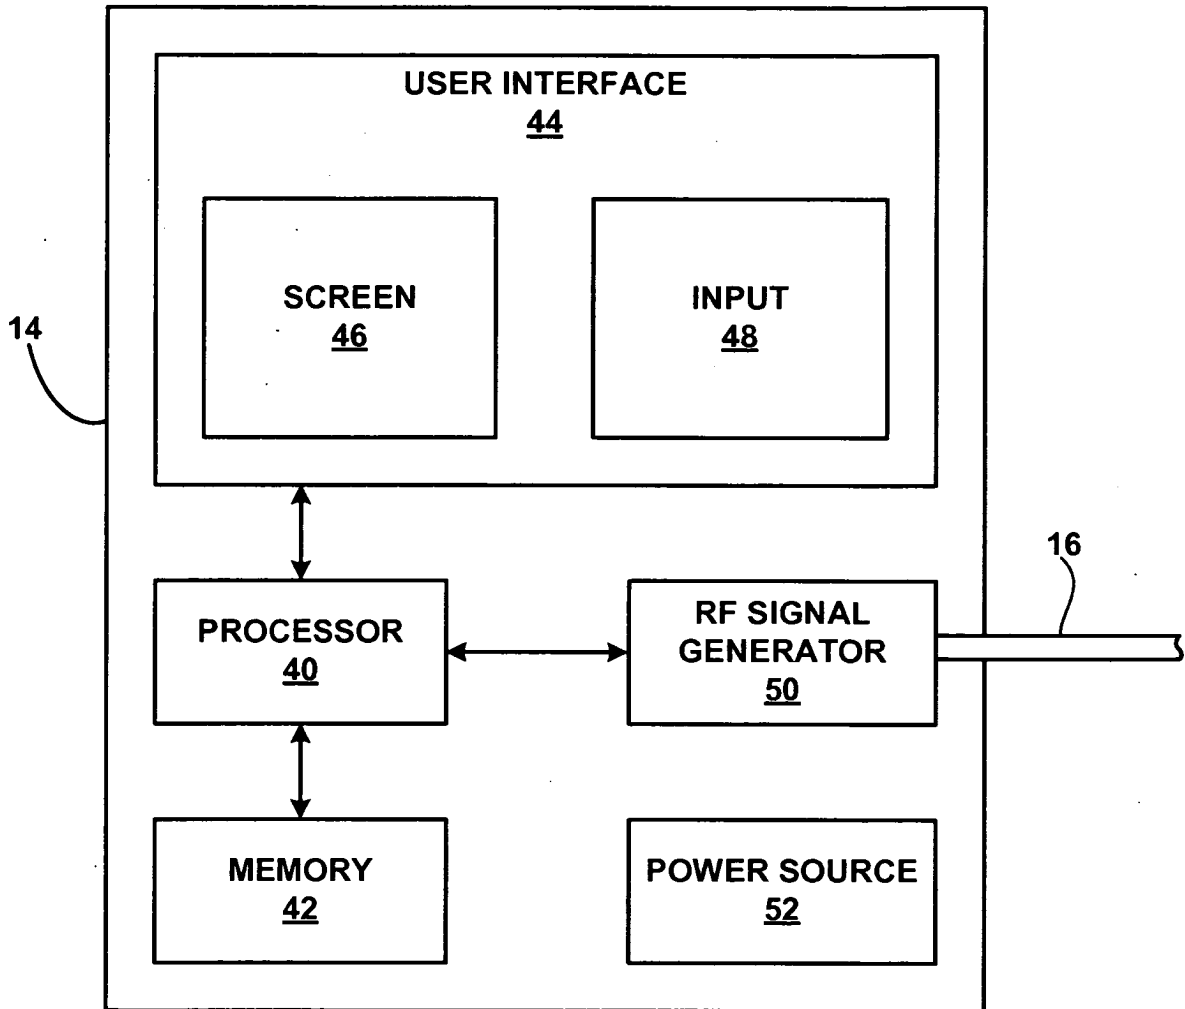 USER INTERFACE
44
SCREEN
46
INPUT
48
14
16
PROCESSOR
40
RF SIGNAL
GENERATOR
50
MEMORY
42
POWER SOURCE
52